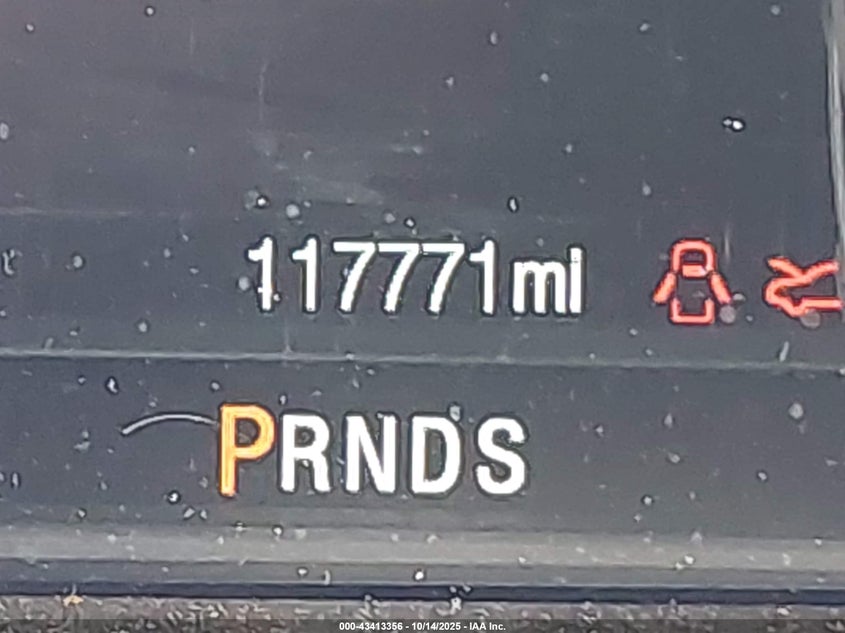 117771mi
PRNDS
000-43413356 - 10/14/2025 - IAA Inc.